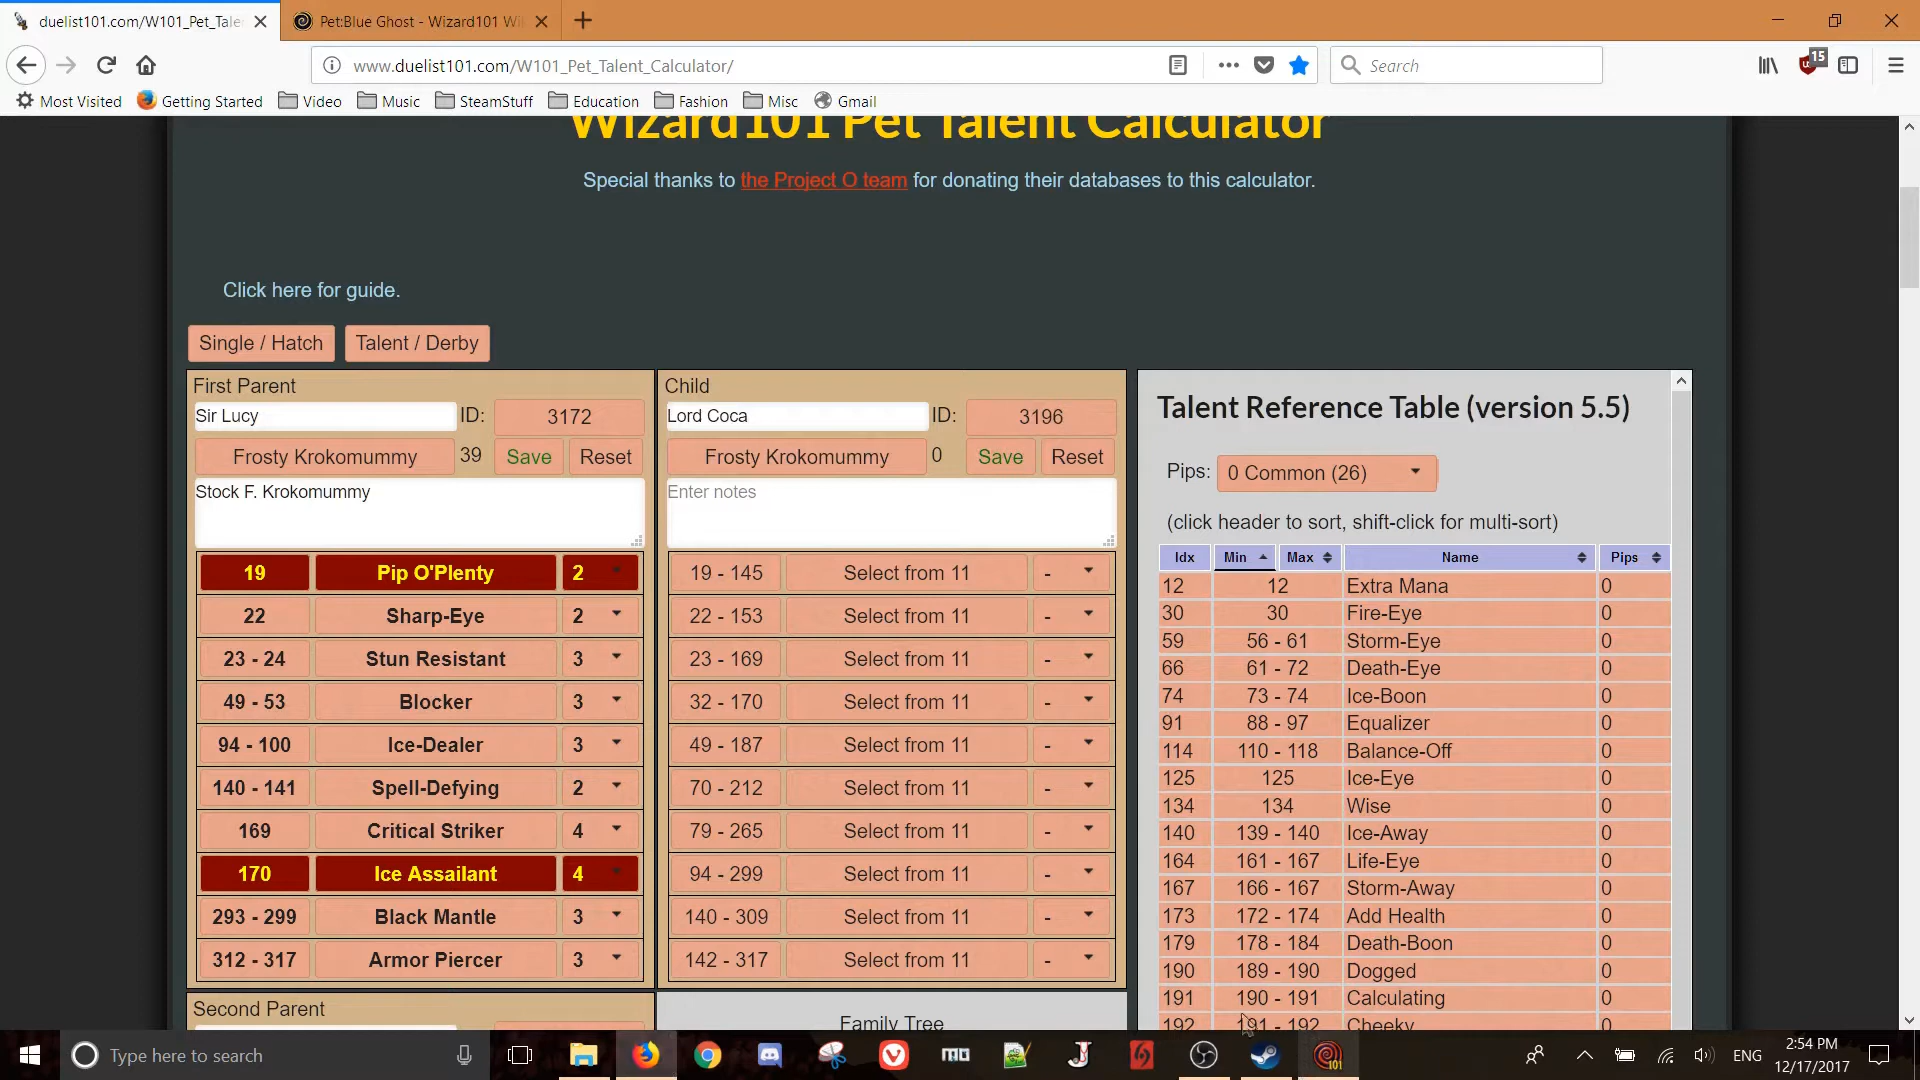 duelist101.com/W101_Pet_Tale
Pet:Blue Ghost - Wizard101 Wi
www.duelist101.com/W101_Pet_Talent_Calculator/
Search
15
Most Visited
Getting Started
Video
Music
SteamStuff
Education
Fashion
Misc
Gmail
Wizard101 Pet Talent Calculator
Special thanks to the Project O team for donating their databases to this calculator.
Click here for guide.
Single / Hatch
Talent / Derby
First Parent
Sir Lucy ID: 3172
Frosty Krokomummy 39 Save Reset
Stock F. Krokomummy
19 Pip O'Plenty 2
22 Sharp-Eye 2
23 - 24 Stun Resistant 3
49 - 53 Blocker 3
94 - 100 Ice-Dealer 3
140 - 141 Spell-Defying 2
169 Critical Striker 4
170 Ice Assailant 4
293 - 299 Black Mantle 3
312 - 317 Armor Piercer 3
Second Parent
Child
Lord Coca ID: 3196
Frosty Krokomummy 0 Save Reset
Enter notes
19 - 145 Select from 11 -
22 - 153 Select from 11 -
23 - 169 Select from 11 -
32 - 170 Select from 11 -
49 - 187 Select from 11 -
70 - 212 Select from 11 -
79 - 265 Select from 11 -
94 - 299 Select from 11 -
140 - 309 Select from 11 -
142 - 317 Select from 11 -
Family Tree
Talent Reference Table (version 5.5)
Pips: 0 Common (26)
(click header to sort, shift-click for multi-sort)
Idx Min Max Name Pips
12 12 Extra Mana 0
30 30 Fire-Eye 0
59 56 - 61 Storm-Eye 0
66 61 - 72 Death-Eye 0
74 73 - 74 Ice-Boon 0
91 88 - 97 Equalizer 0
114 110 - 118 Balance-Off 0
125 125 Ice-Eye 0
134 134 Wise 0
140 139 - 140 Ice-Away 0
164 161 - 167 Life-Eye 0
167 166 - 167 Storm-Away 0
173 172 - 174 Add Health 0
179 178 - 184 Death-Boon 0
190 189 - 190 Dogged 0
191 190 - 191 Calculating 0
192 191 - 192 Cheeky 0
Type here to search
ENG
2:54 PM
12/17/2017